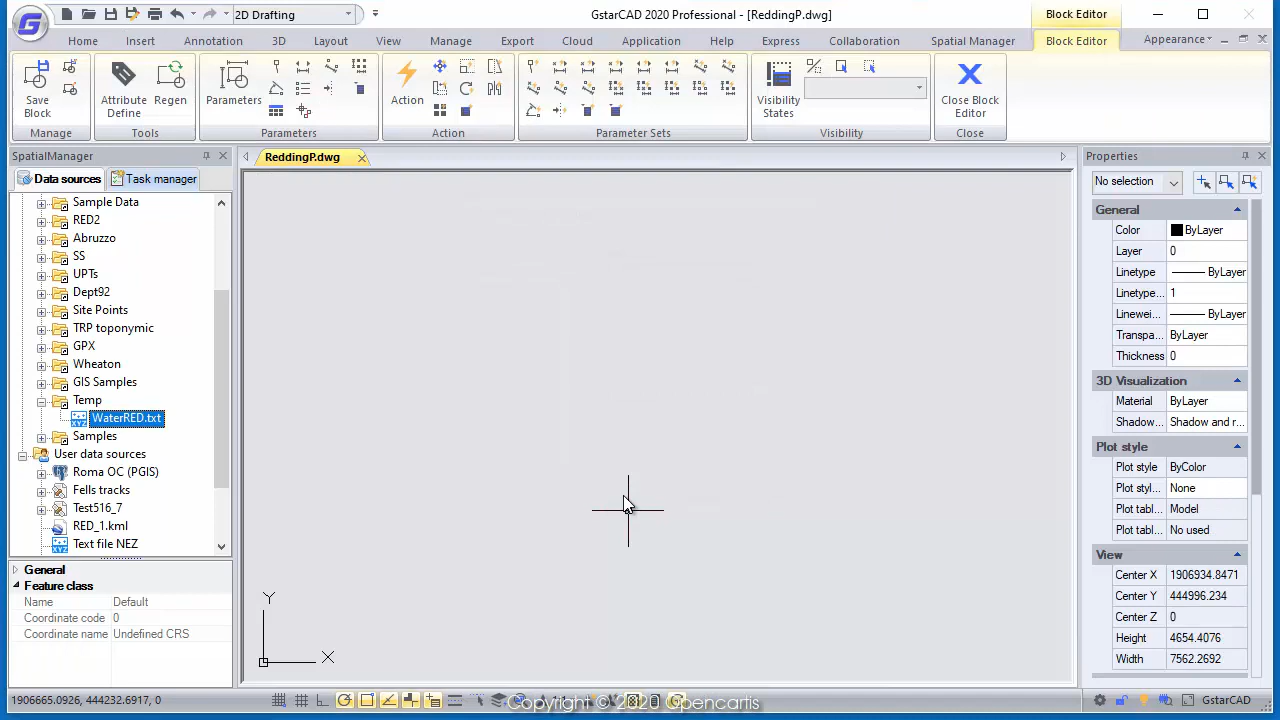 2D Drafting
GstarCAD 2020 Professional - [ReddingP.dwg]
Block Editor
Home Insert Annotation 3D Layout View Manage Export Cloud Application Help Express Collaboration Spatial Manager Block Editor Appearance
Save Block
Attribute Define
Regen
Parameters
Action
Visibility States
Close Block Editor
Manage Tools Parameters Action Parameter Sets Visibility Close
SpatialManager
Data sources Task manager
Sample Data
RED2
Abruzzo
SS
UPTs
Dept92
Site Points
TRP toponymic
GPX
Wheaton
GIS Samples
Temp
WaterRED.txt
Samples
User data sources
Roma OC (PGIS)
Fells tracks
Test516_7
RED_1.kml
Text file NEZ
General
Feature class
Name Default
Coordinate code 0
Coordinate name Undefined CRS
ReddingP.dwg
Y
X
Properties
No selection
General
Color ByLayer
Layer 0
Linetype ByLayer
Linetype... 1
Linewei... ByLayer
Transpa... ByLayer
Thickness 0
3D Visualization
Material ByLayer
Shadow... Shadow and r...
Plot style
Plot style ByColor
Plot styl... None
Plot tabl... Model
Plot tabl... No used
View
Center X 1906934.8471
Center Y 444996.234
Center Z 0
Height 4654.4076
Width 7562.2692
1906665.0926, 444232.6917, 0
Copyright © 2020 Opencartis
GstarCAD